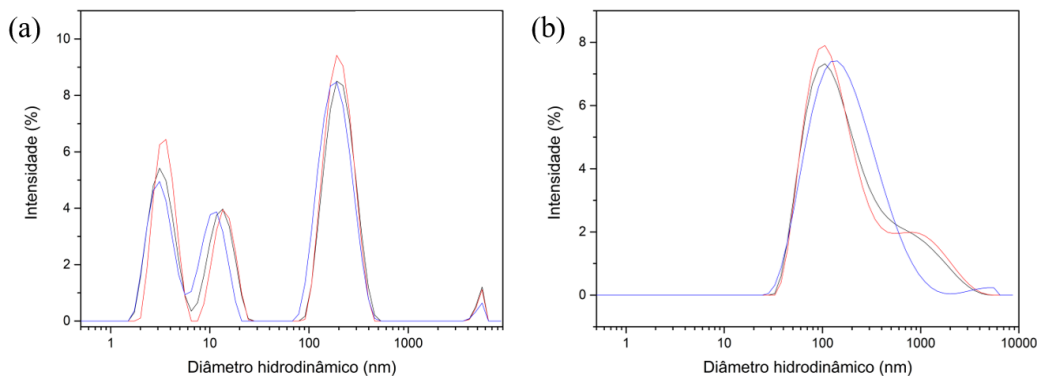 (a)
10
8
6
4
2
0
Intensidade (%)
1 10 100 1000
Diâmetro hidrodinâmico (nm)
(b)
8
6
4
2
0
Intensidade (%)
1 10 100 1000 10000
Diâmetro hidrodinâmico (nm)